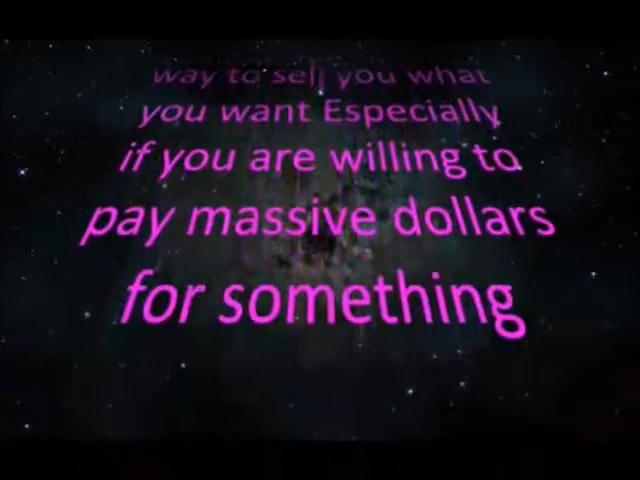 way to sell you what
you want Especially
if you are willing to
pay massive dollars
for something